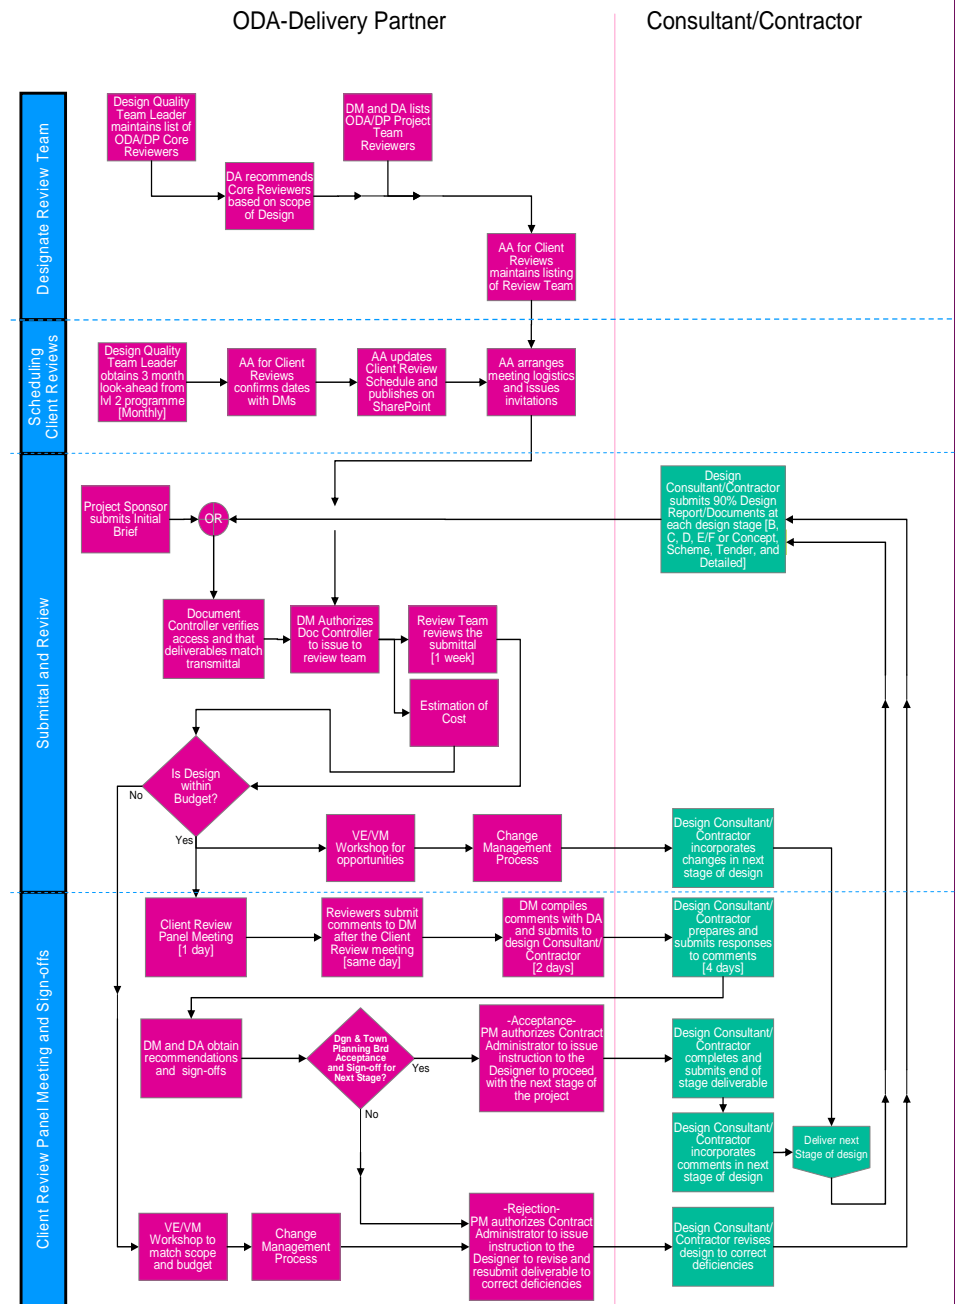 ODA-Delivery Partner
Consultant/Contractor
Designate Review Team
Design Quality
Team Leader
maintains list of
ODA/DP Core
Reviewers
DM and DA lists
ODA/DP Project
Team
Reviewers
DA recommends
Core Reviewers
based on scope
of Design
AA for Client
Reviews
maintains listing
of Review Team
Scheduling
Client Reviews
Design Quality
Team Leader
obtains 3 month
look-ahead from
lvl 2 programme
[Monthly]
AA for Client
Reviews
confirms dates
with DMs
AA updates
Client Review
Schedule and
publishes on
SharePoint
AA arranges
meeting logistics
and issues
invitations
Submittal and Review
Project Sponsor
submits Initial
Brief
OR
Design
Consultant/Contractor
submits 90% Design
Report/Documents at
each design stage [B,
C, D, E/F or Concept,
Scheme, Tender, and
Detailed]
Document
Controller verifies
access and that
deliverables match
transmittal
DM Authorizes
Doc Controller
to issue to
review team
Review Team
reviews the
submittal
[1 week]
Estimation of
Cost
Is Design
within
Budget?
No
Yes
VE/VM
Workshop for
opportunities
Change
Management
Process
Design Consultant/
Contractor
incorporates
changes in next
stage of design
Client Review Panel Meeting and Sign-offs
Client Review
Panel Meeting
[1 day]
Reviewers submit
comments to DM
after the Client
Review meeting
[same day]
DM compiles
comments with DA
and submits to
design Consultant/
Contractor
[2 days]
Design Consultant/
Contractor
prepares and
submits responses
to comments
[4 days]
DM and DA obtain
recommendations
and sign-offs
Dgn & Town
Planning Brd
Acceptance
and Sign-off for
Next Stage?
Yes
No
-Acceptance-
PM authorizes Contract
Administrator to issue
instruction to the
Designer to proceed
with the next stage of
the project
Design Consultant/
Contractor
completes and
submits end of
stage deliverable
Design Consultant/
Contractor
incorporates
comments in next
stage of design
Deliver next
Stage of design
VE/VM
Workshop to
match scope
and budget
Change
Management
Process
-Rejection-
PM authorizes Contract
Administrator to issue
instruction to the
Designer to revise and
resubmit deliverable to
correct deficiencies
Design Consultant/
Contractor revises
design to correct
deficiencies